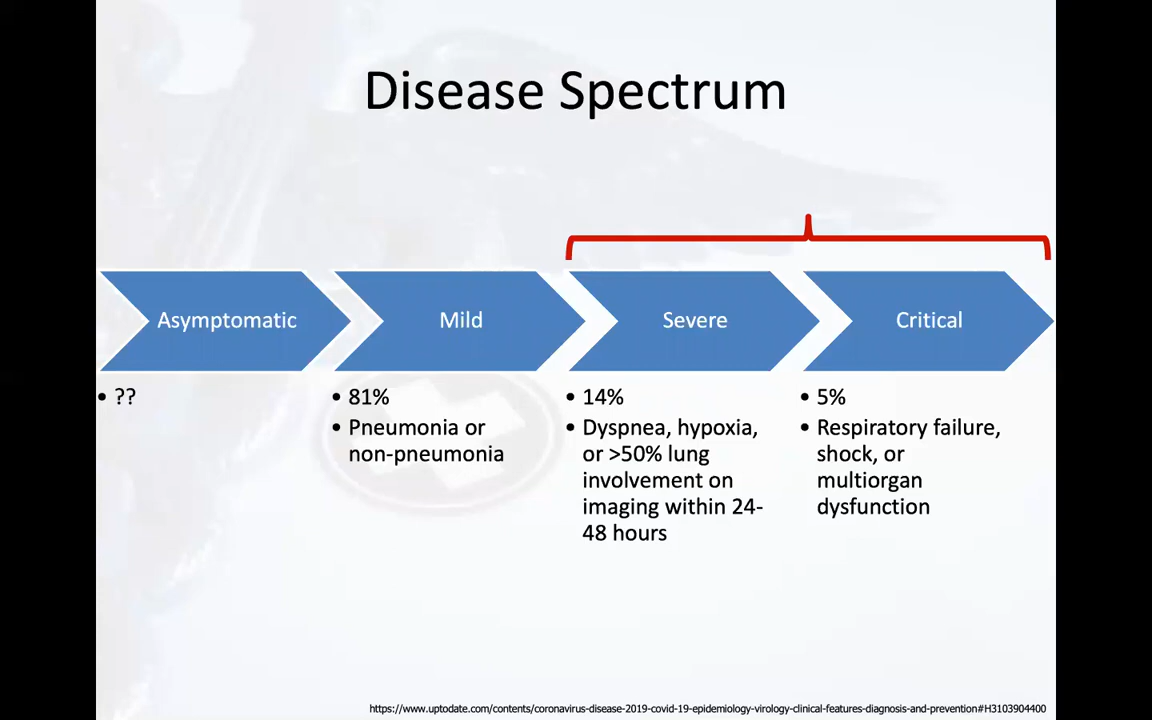 Disease Spectrum
Asymptomatic
Mild
Severe
Critical
• ??
• 81%
• Pneumonia or
non-pneumonia
• 14%
• Dyspnea, hypoxia,
or >50% lung
involvement on
imaging within 24-
48 hours
• 5%
• Respiratory failure,
shock, or
multiorgan
dysfunction
https://www.uptodate.com/contents/coronavirus-disease-2019-covid-19-epidemiology-virology-clinical-features-diagnosis-and-prevention#H3103904400